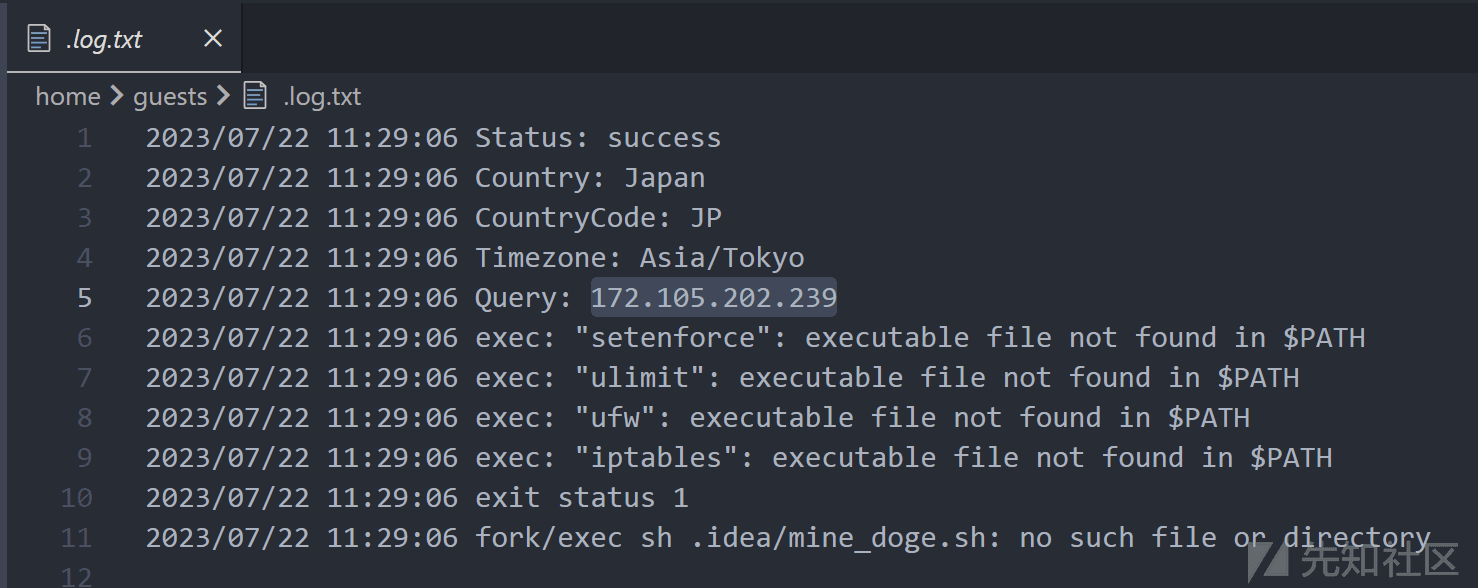 .log.txt
home guests .log.txt
1 2023/07/22 11:29:06 Status: success
2 2023/07/22 11:29:06 Country: Japan
3 2023/07/22 11:29:06 CountryCode: JP
4 2023/07/22 11:29:06 Timezone: Asia/Tokyo
5 2023/07/22 11:29:06 Query: 172.105.202.239
6 2023/07/22 11:29:06 exec: "setenforce": executable file not found in $PATH
7 2023/07/22 11:29:06 exec: "ulimit": executable file not found in $PATH
8 2023/07/22 11:29:06 exec: "ufw": executable file not found in $PATH
9 2023/07/22 11:29:06 exec: "iptables": executable file not found in $PATH
10 2023/07/22 11:29:06 exit status 1
11 2023/07/22 11:29:06 fork/exec sh .idea/mine_doge.sh: no such file or directory
12
先知社区